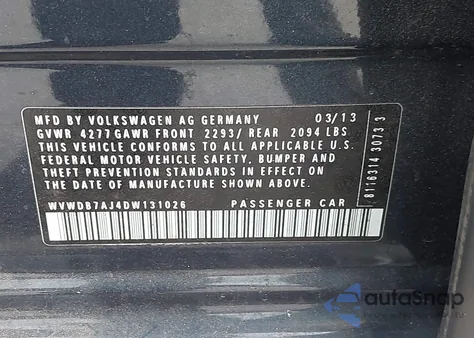 MFD BY VOLKSWAGEN AG GERMANY 03/13
GVWR 4277 GAWR FRONT 2293/ REAR 2094 LBS
THIS VEHICLE CONFORMS TO ALL APPLICABLE U.S.
FEDERAL MOTOR VEHICLE SAFETY, BUMPER AND
THEFT PREVENTION STANDARDS IN EFFECT ON THE
DATE OF MANUFACTURE SHOWN ABOVE.
WVWDB7AJ4DW131026 PASSENGER CAR
8116314 3073 3
autoSnap